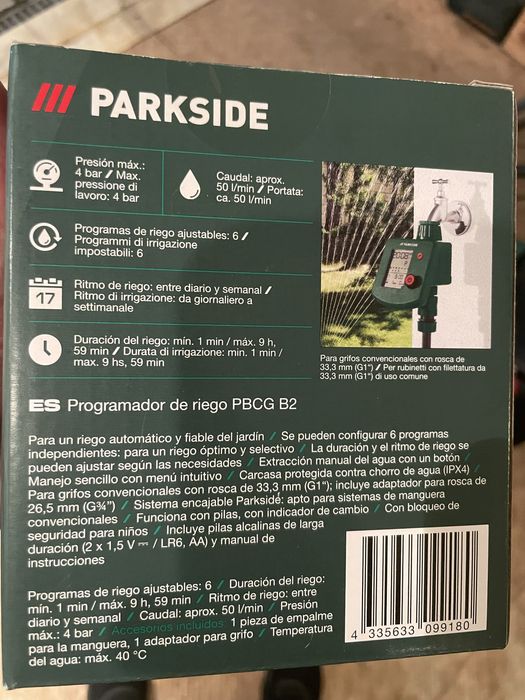 PARKSIDE
Presión máx.:
4 bar / Max.
pressione di
lavoro: 4 bar
Caudal: aprox.
50 l/min / Portata:
ca. 50 l/min
Programas de riego ajustables: 6 /
Programmi di irrigazione
impostabili: 6
17
Ritmo de riego: entre diario y semanal /
Ritmo di irrigazione: da giornaliero a
settimanale
Duración del riego: mín. 1 min / máx. 9 h,
59 min / Durata di irrigazione: min. 1 min /
max. 9 hs, 59 min
PARKSIDE
Para grifos convencionales con rosca de
33,3 mm (G1") / Per rubinetti con filettatura da
33,3 mm (G1") di uso comune
ES Programador de riego PBCG B2
Para un riego automático y fiable del jardín / Se pueden configurar 6 programas
independientes: para un riego óptimo y selectivo / La duración y el ritmo de riego se
pueden ajustar según las necesidades / Extracción manual del agua con un botón /
Manejo sencillo con menú intuitivo / Carcasa protegida contra chorro de agua (IPX4) /
Para grifos convencionales con rosca de 33,3 mm (G1"); incluye adaptador para rosca de
26,5 mm (G¾") / Sistema encajable Parkside: apto para sistemas de manguera
convencionales / Funciona con pilas, con indicador de cambio / Con bloqueo de
seguridad para niños / Incluye pilas alcalinas de larga
duración (2 x 1,5 V ⎓ / LR6, AA) y manual de
instrucciones
Programas de riego ajustables: 6 / Duración del riego:
mín. 1 min / máx. 9 h, 59 min / Ritmo de riego: entre
diario y semanal / Caudal: aprox. 50 l/min / Presión
máx.: 4 bar / Accesorios incluidos: 1 pieza de empalme
para la manguera, 1 adaptador para grifo / Temperatura
del agua: máx. 40 °C
4 335633 099180